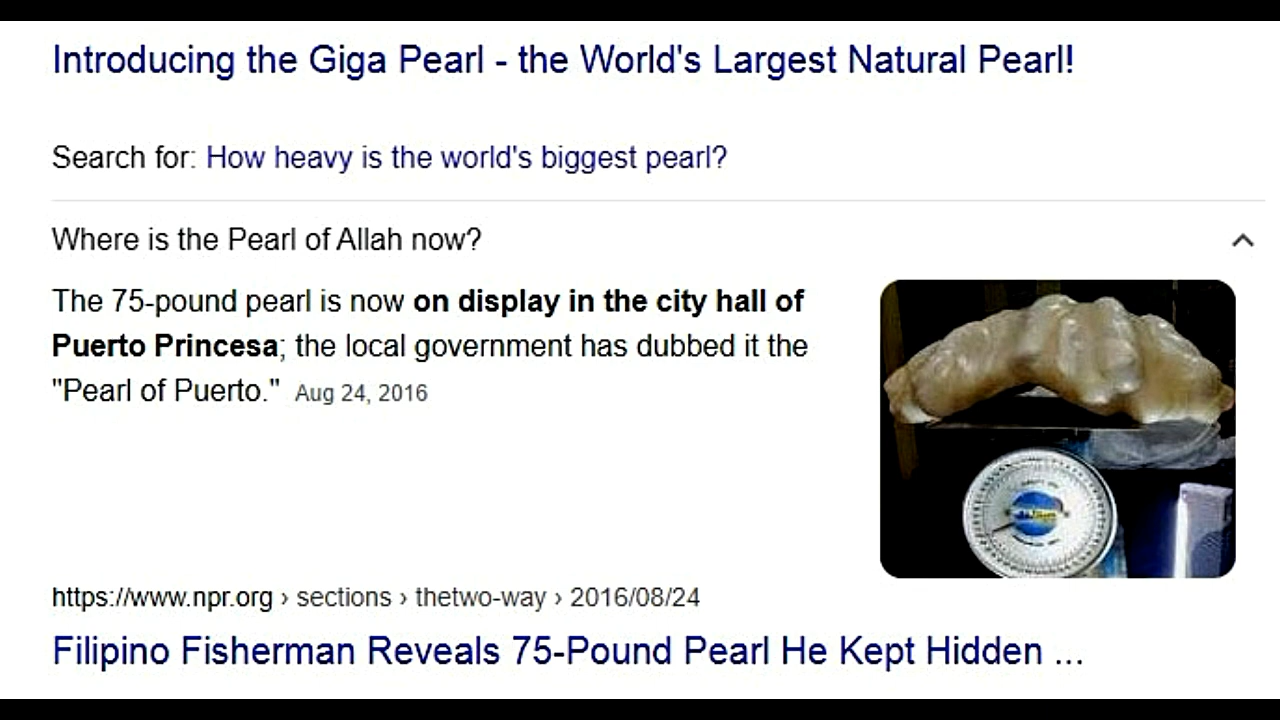 Introducing the Giga Pearl - the World's Largest Natural Pearl!
Search for: How heavy is the world's biggest pearl?
Where is the Pearl of Allah now?
The 75-pound pearl is now on display in the city hall of
Puerto Princesa; the local government has dubbed it the
"Pearl of Puerto." Aug 24, 2016
https://www.npr.org › sections › thetwo-way › 2016/08/24
Filipino Fisherman Reveals 75-Pound Pearl He Kept Hidden ...